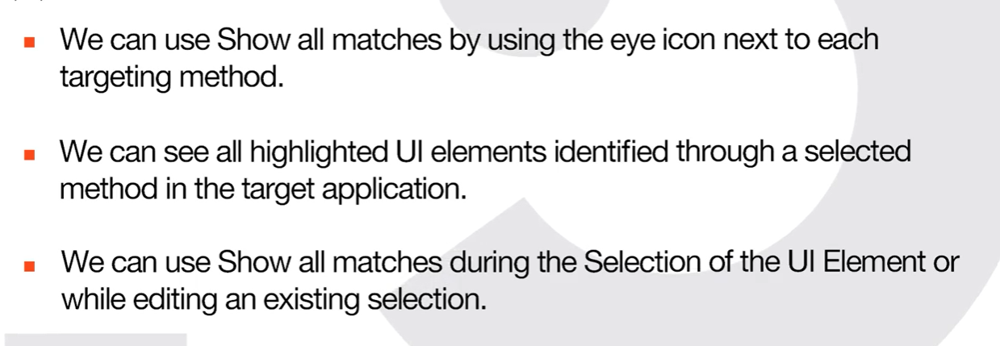 We can use Show all matches by using the eye icon next to each
targeting method.
We can see all highlighted UI elements identified through a selected
method in the target application.
We can use Show all matches during the Selection of the UI Element or
while editing an existing selection.